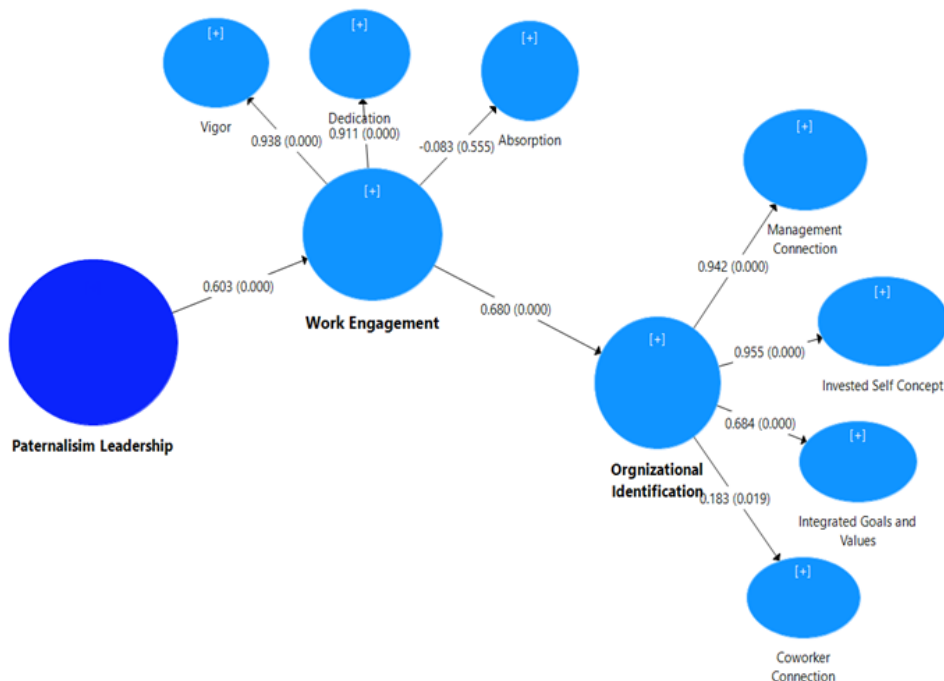 [+]
[+]
[+]
Vigor
Dedication
Absorption
0.938 (0.000)
0.911 (0.000)
-0.083 (0.555)
[+]
[+]
Management
Connection
0.603 (0.000)
Work Engagement
0.680 (0.000)
0.942 (0.000)
[+]
[+]
0.955 (0.000)
Invested Self Concept
Paternalisim Leadership
0.684 (0.000)
[+]
Orgnizational
Identification
0.183 (0.019)
Integrated Goals and
Values
[+]
Coworker
Connection